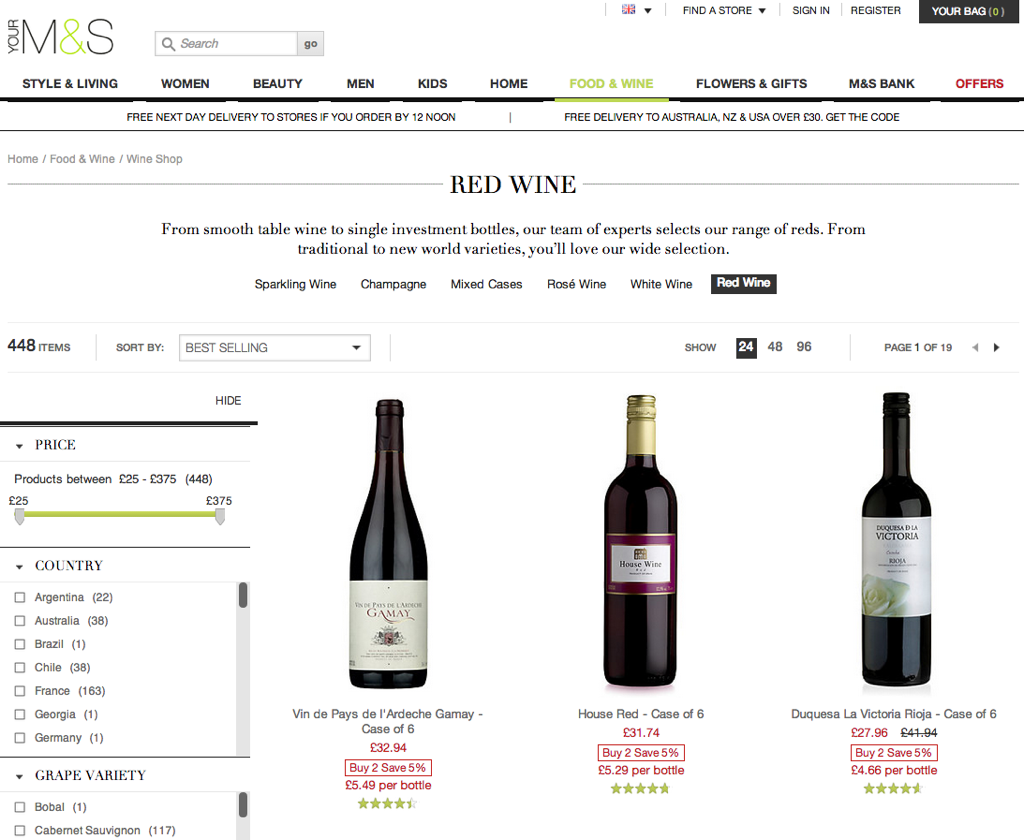 FIND A STORE
SIGN IN
REGISTER
YOUR BAG (0)
YOUR M&S
Search
go
STYLE & LIVING
WOMEN
BEAUTY
MEN
KIDS
HOME
FOOD & WINE
FLOWERS & GIFTS
M&S BANK
OFFERS
FREE NEXT DAY DELIVERY TO STORES IF YOU ORDER BY 12 NOON | FREE DELIVERY TO AUSTRALIA, NZ & USA OVER £30. GET THE CODE
Home / Food & Wine / Wine Shop
RED WINE
From smooth table wine to single investment bottles, our team of experts selects our range of reds. From
traditional to new world varieties, you'll love our wide selection.
Sparkling Wine
Champagne
Mixed Cases
Rosé Wine
White Wine
Red Wine
448 ITEMS
SORT BY:
BEST SELLING
SHOW
24
48
96
PAGE 1 OF 19
HIDE
PRICE
Products between £25 - £375 (448)
£25
£375
COUNTRY
Argentina (22)
Australia (38)
Brazil (1)
Chile (38)
France (163)
Georgia (1)
Germany (1)
GRAPE VARIETY
Bobal (1)
Cabernet Sauvignon (117)
VIN DE PAYS DE L'ARDECHE
GAMAY
Vin de Pays de l'Ardeche Gamay -
Case of 6
£32.94
Buy 2 Save 5%
£5.49 per bottle
House Wine
House Red - Case of 6
£31.74
Buy 2 Save 5%
£5.29 per bottle
DUQUESA DE LA
VICTORIA
RIOJA
Duquesa La Victoria Rioja - Case of 6
£27.96 £41.94
Buy 2 Save 5%
£4.66 per bottle